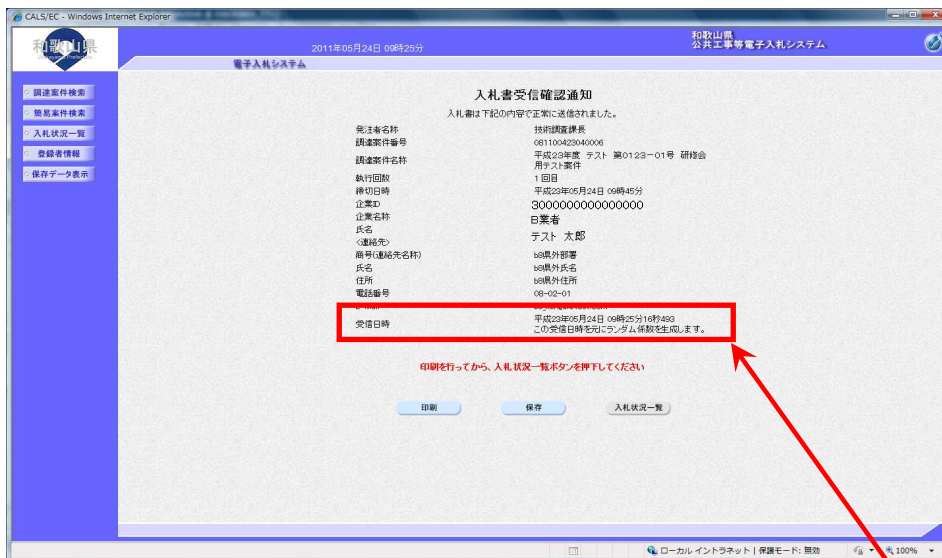 CALS/EC - Windows Internet Explorer
和歌山県
Wakayama Prefecture
2011年05月24日 09時25分
和歌山県
公共工事等電子入札システム
電子入札システム
調達案件検索
簡易案件検索
入札状況一覧
登録者情報
保存データ表示
入札書受信確認通知
入札書は下記の内容で正常に送信されました。
発注者名称 技術調査課長
調達案件番号 081100423040006
調達案件名称 平成23年度 テスト 第0123-01号 研修会
用テスト案件
執行回数 1回目
締切日時 平成23年05月24日 09時45分
企業ID 3000000000000000
企業名称 B業者
氏名 テスト 太郎
<連絡先>
商号(連絡先名称) b8県外部署
氏名 b8県外氏名
住所 b8県外住所
電話番号 08-02-01
受信日時 平成23年05月24日 09時25分16秒493
この受信日時を元にランダム係数を生成します。
印刷を行ってから、入札状況一覧ボタンを押下してください
印刷 保存 入札状況一覧
ローカル イントラネット | 保護モード: 無効 100%